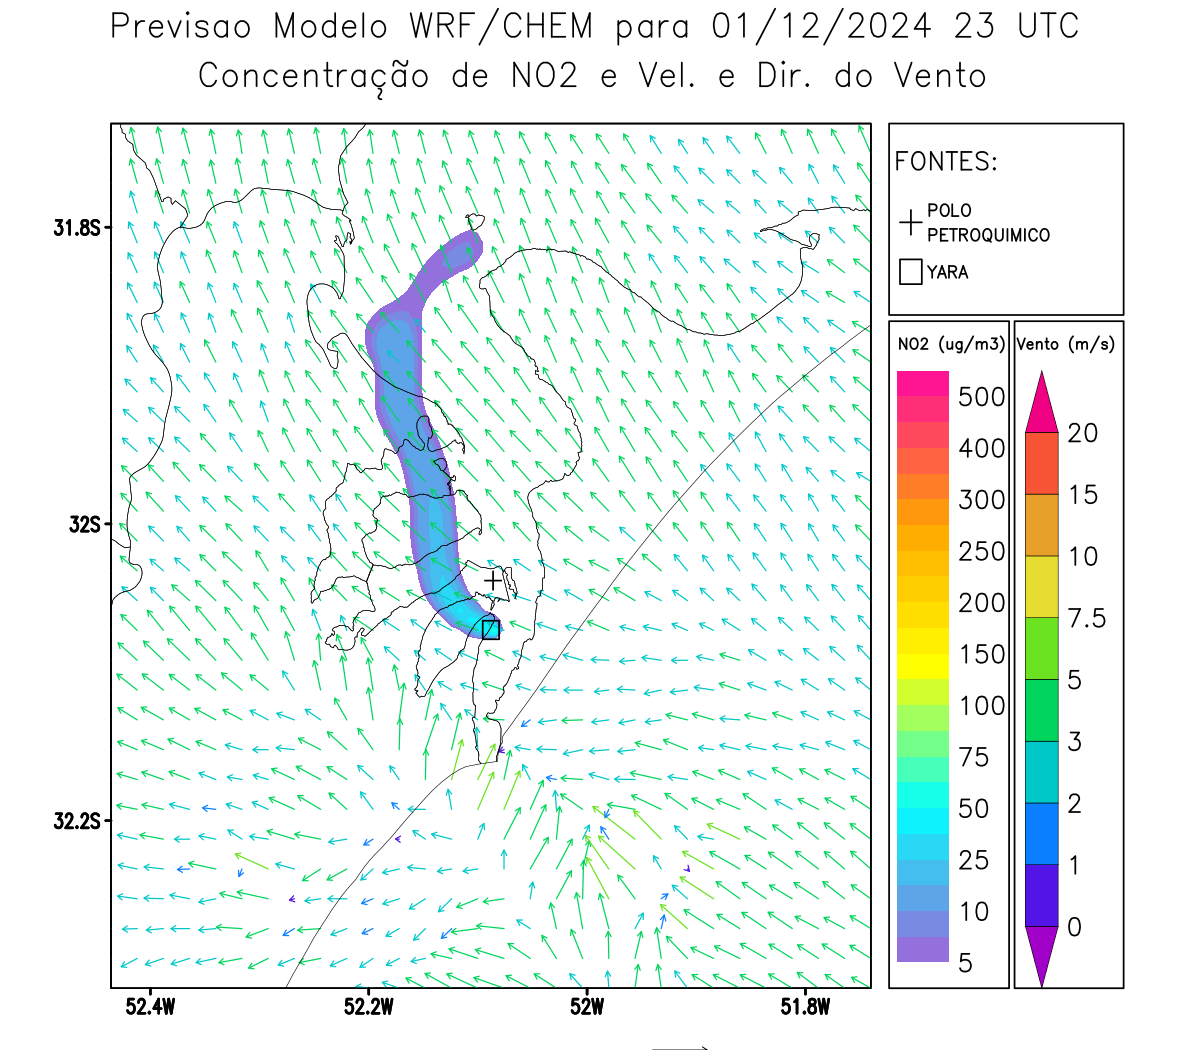 Previsao Modelo WRF/CHEM para 01/12/2024 23 UTC
Concentração de NO2 e Vel. e Dir. do Vento
FONTES:
POLO
PETROQUIMICO
YARA
31.8S
32S
32.2S
52.4W
52.2W
52W
51.8W
NO2 (ug/m3)
500
400
300
250
200
150
100
75
50
25
10
5
Vento (m/s)
20
15
10
7.5
5
3
2
1
0